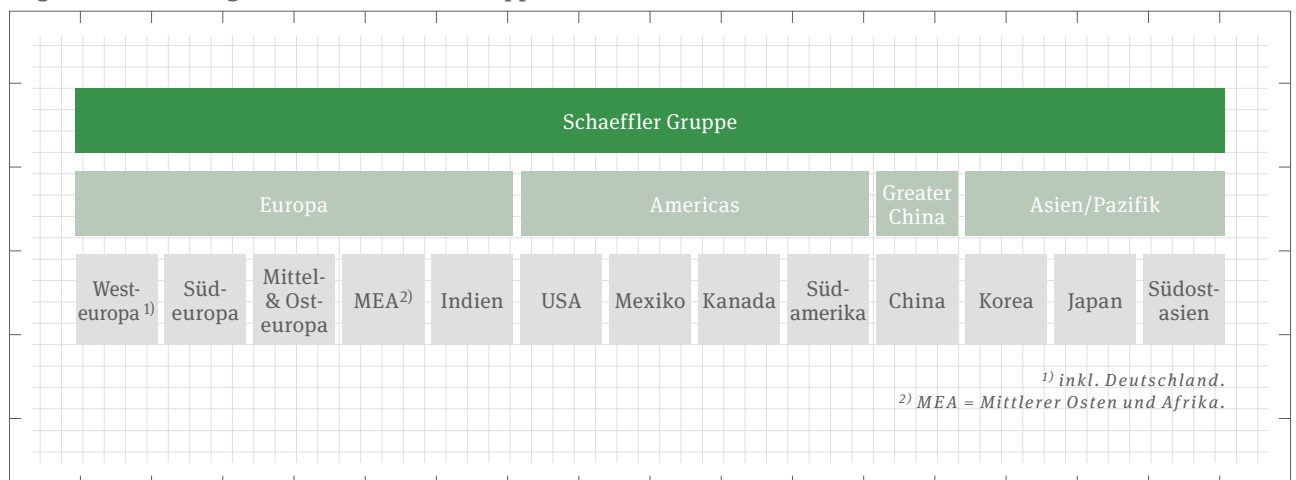 Schaeffler Gruppe
Europa
Americas
Greater
China
Asien/Pazifik
West-
europa 1)
Süd-
europa
Mittel-
& Ost-
europa
MEA2)
Indien
USA
Mexiko
Kanada
Süd-
amerika
China
Korea
Japan
Südost-
asien
1) inkl. Deutschland.
2) MEA = Mittlerer Osten und Afrika.